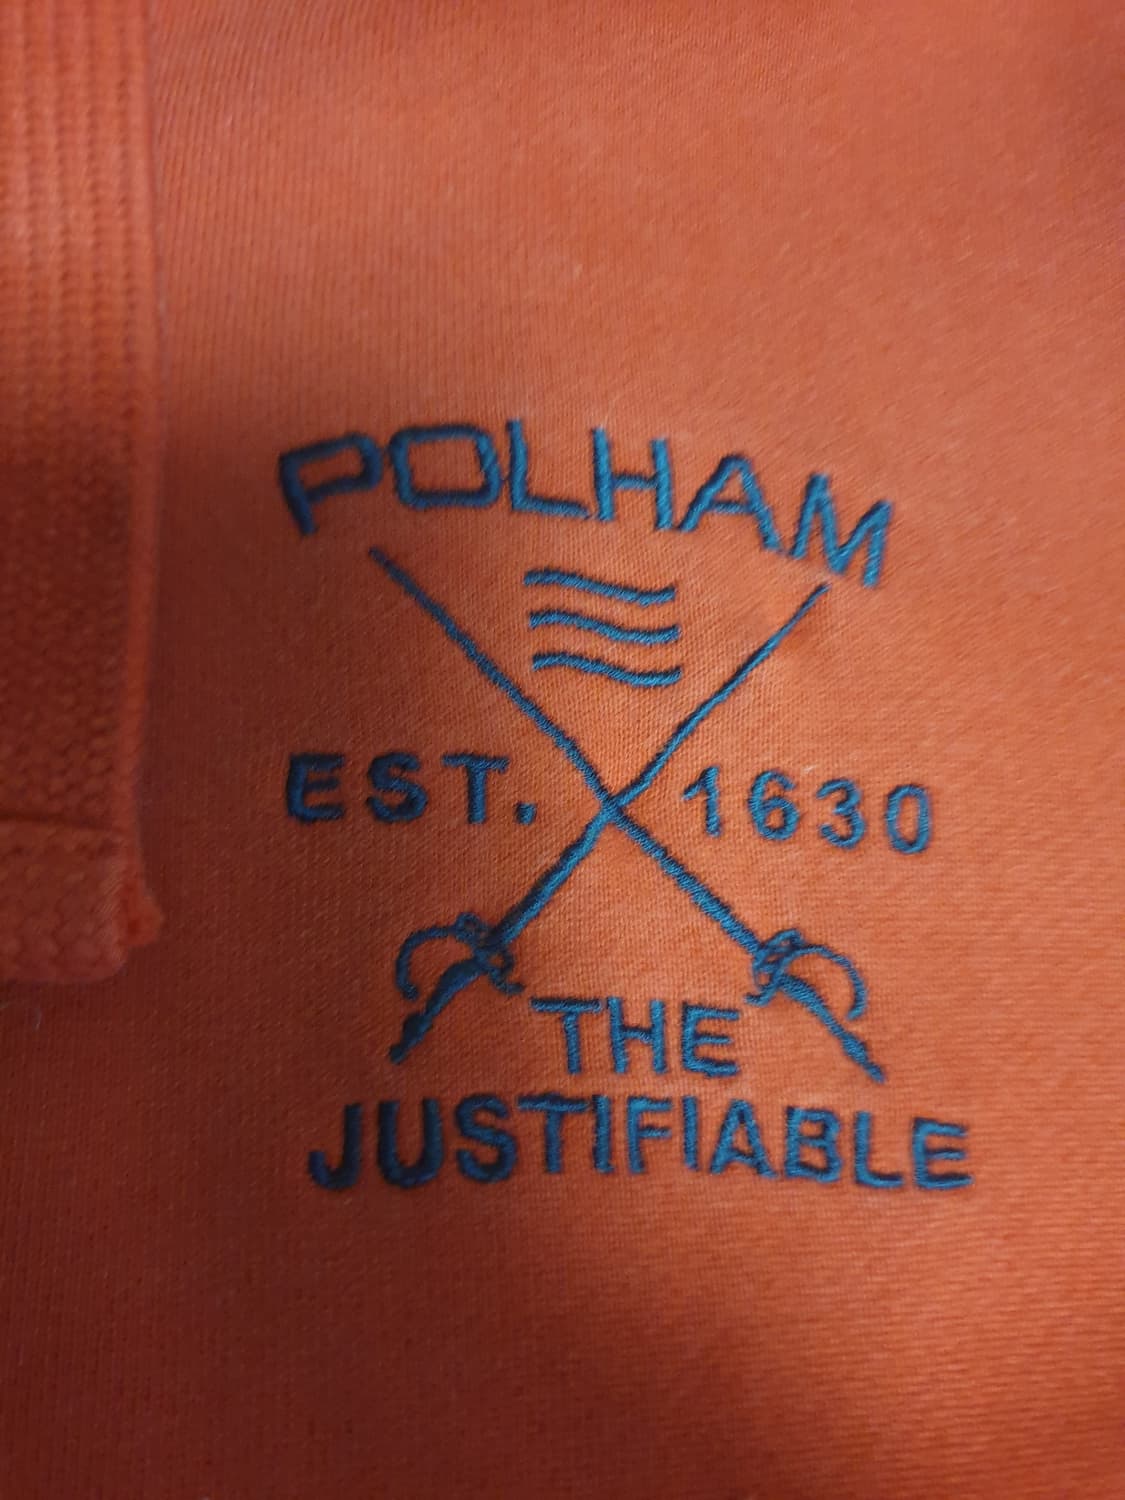 POLHAM
EST. 1630
THE
JUSTIFIABLE